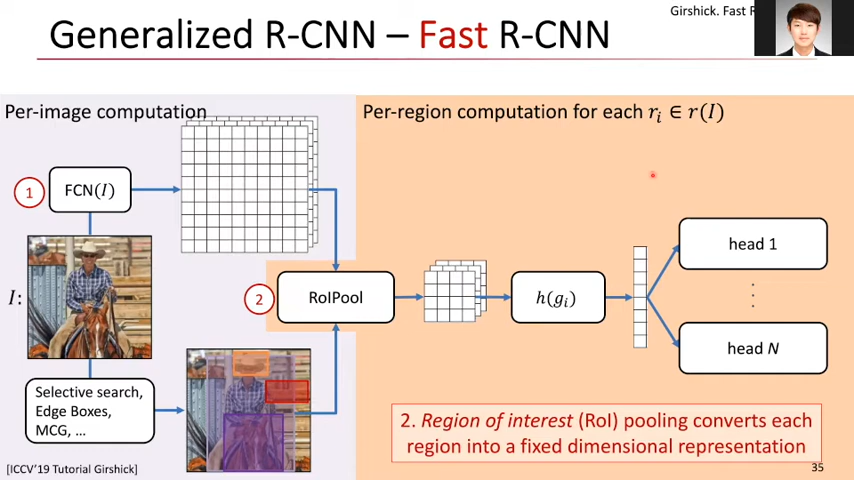 Girshick. Fast
Generalized R-CNN – Fast R-CNN
Per-image computation
Per-region computation for each rᵢ ∈ r(I)
1
FCN(I)
I:
2
RoIPool
h(gᵢ)
head 1
⋮
head N
Selective search,
Edge Boxes,
MCG, …
2. Region of interest (RoI) pooling converts each
region into a fixed dimensional representation
[ICCV'19 Tutorial Girshick]
35